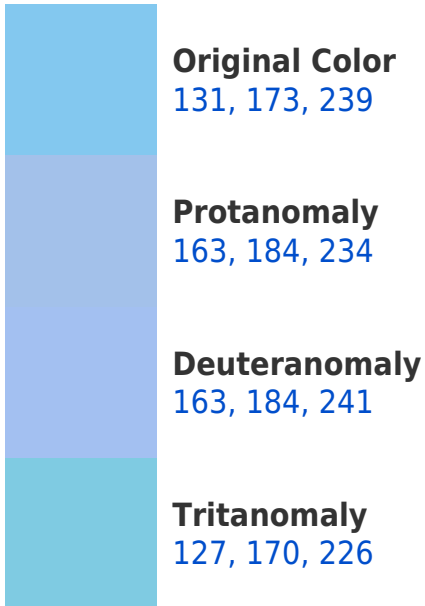 Original Color
131, 173, 239
Protanomaly
163, 184, 234
Deuteranomaly
163, 184, 241
Tritanomaly
127, 170, 226